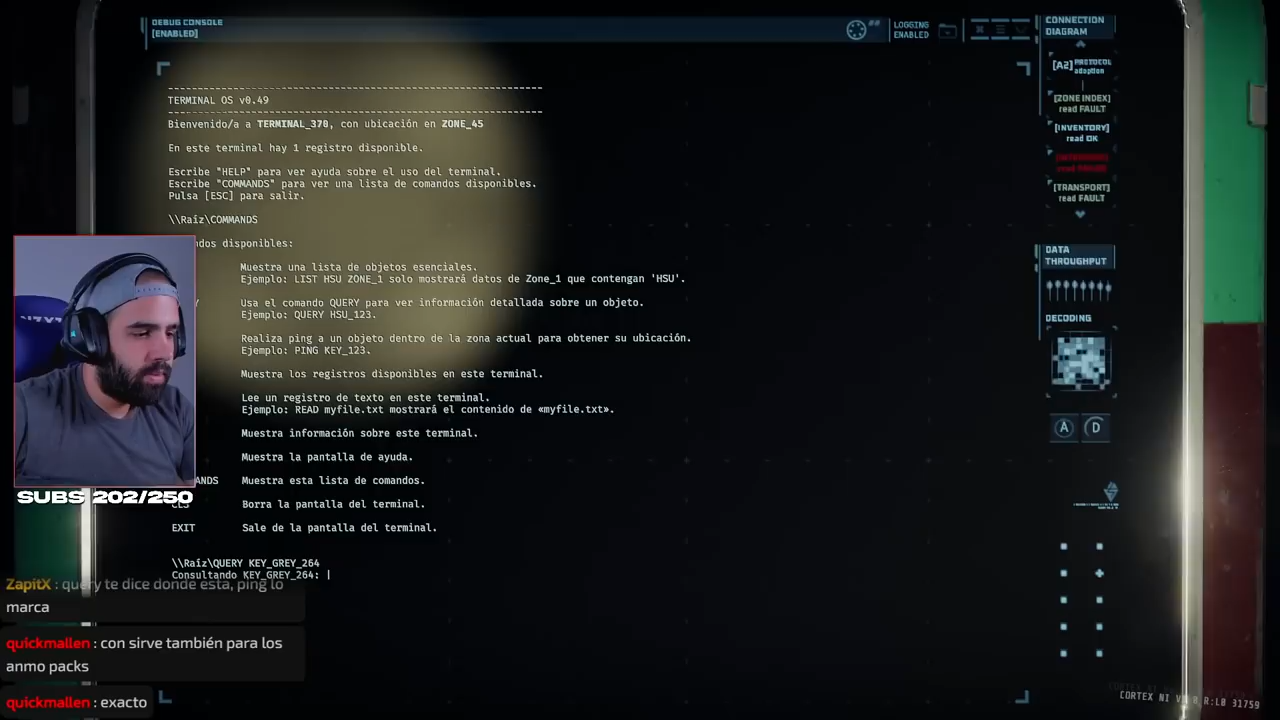 DEBUG CONSOLE
[ENABLED]
LOGGING
ENABLED
CONNECTION
DIAGRAM
[A2] PROTOCOL
adoption
[ZONE INDEX]
read FAULT
[INVENTORY]
read OK
read FAILURE
[TRANSPORT]
read FAULT
DATA
THROUGHPUT
DECODING
A D
TERMINAL OS v0.49
Bienvenido/a a TERMINAL_370, con ubicación en ZONE_45
En este terminal hay 1 registro disponible.
Escribe "HELP" para ver ayuda sobre el uso del terminal.
Escribe "COMMANDS" para ver una lista de comandos disponibles.
Pulsa [ESC] para salir.
\\Raíz\COMMANDS
ndos disponibles:
Muestra una lista de objetos esenciales.
Ejemplo: LIST HSU ZONE_1 solo mostrará datos de Zone_1 que contengan 'HSU'.
Y Usa el comando QUERY para ver información detallada sobre un objeto.
Ejemplo: QUERY HSU_123.
Realiza ping a un objeto dentro de la zona actual para obtener su ubicación.
Ejemplo: PING KEY_123.
Muestra los registros disponibles en este terminal.
Lee un registro de texto en este terminal.
Ejemplo: READ myfile.txt mostrará el contenido de «myfile.txt».
Muestra información sobre este terminal.
Muestra la pantalla de ayuda.
ANDS Muestra esta lista de comandos.
CLS Borra la pantalla del terminal.
EXIT Sale de la pantalla del terminal.
\\Raíz\QUERY KEY_GREY_264
Consultando KEY_GREY_264: |
SUBS 202/250
ZapitX : query te dice donde esta, ping lo
marca
quickmallen : con sirve también para los
anmo packs
quickmallen : exacto